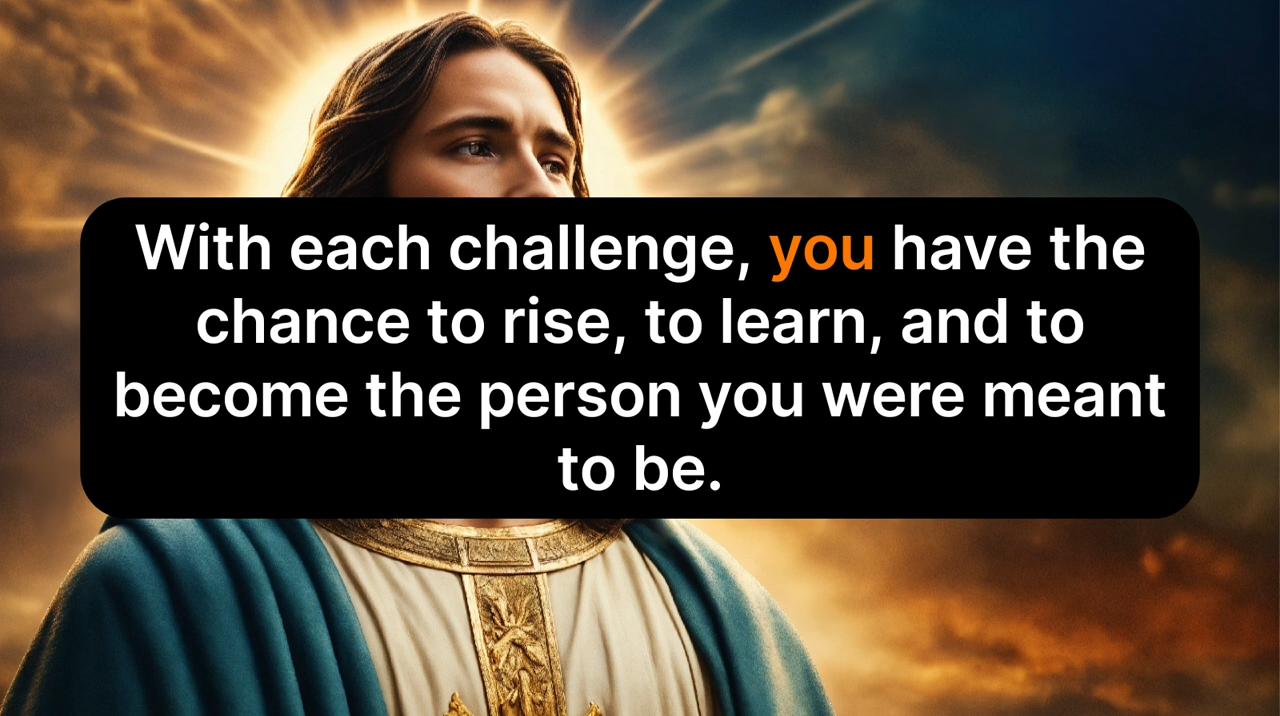 With each challenge, you have the
chance to rise, to learn, and to
become the person you were meant
to be.